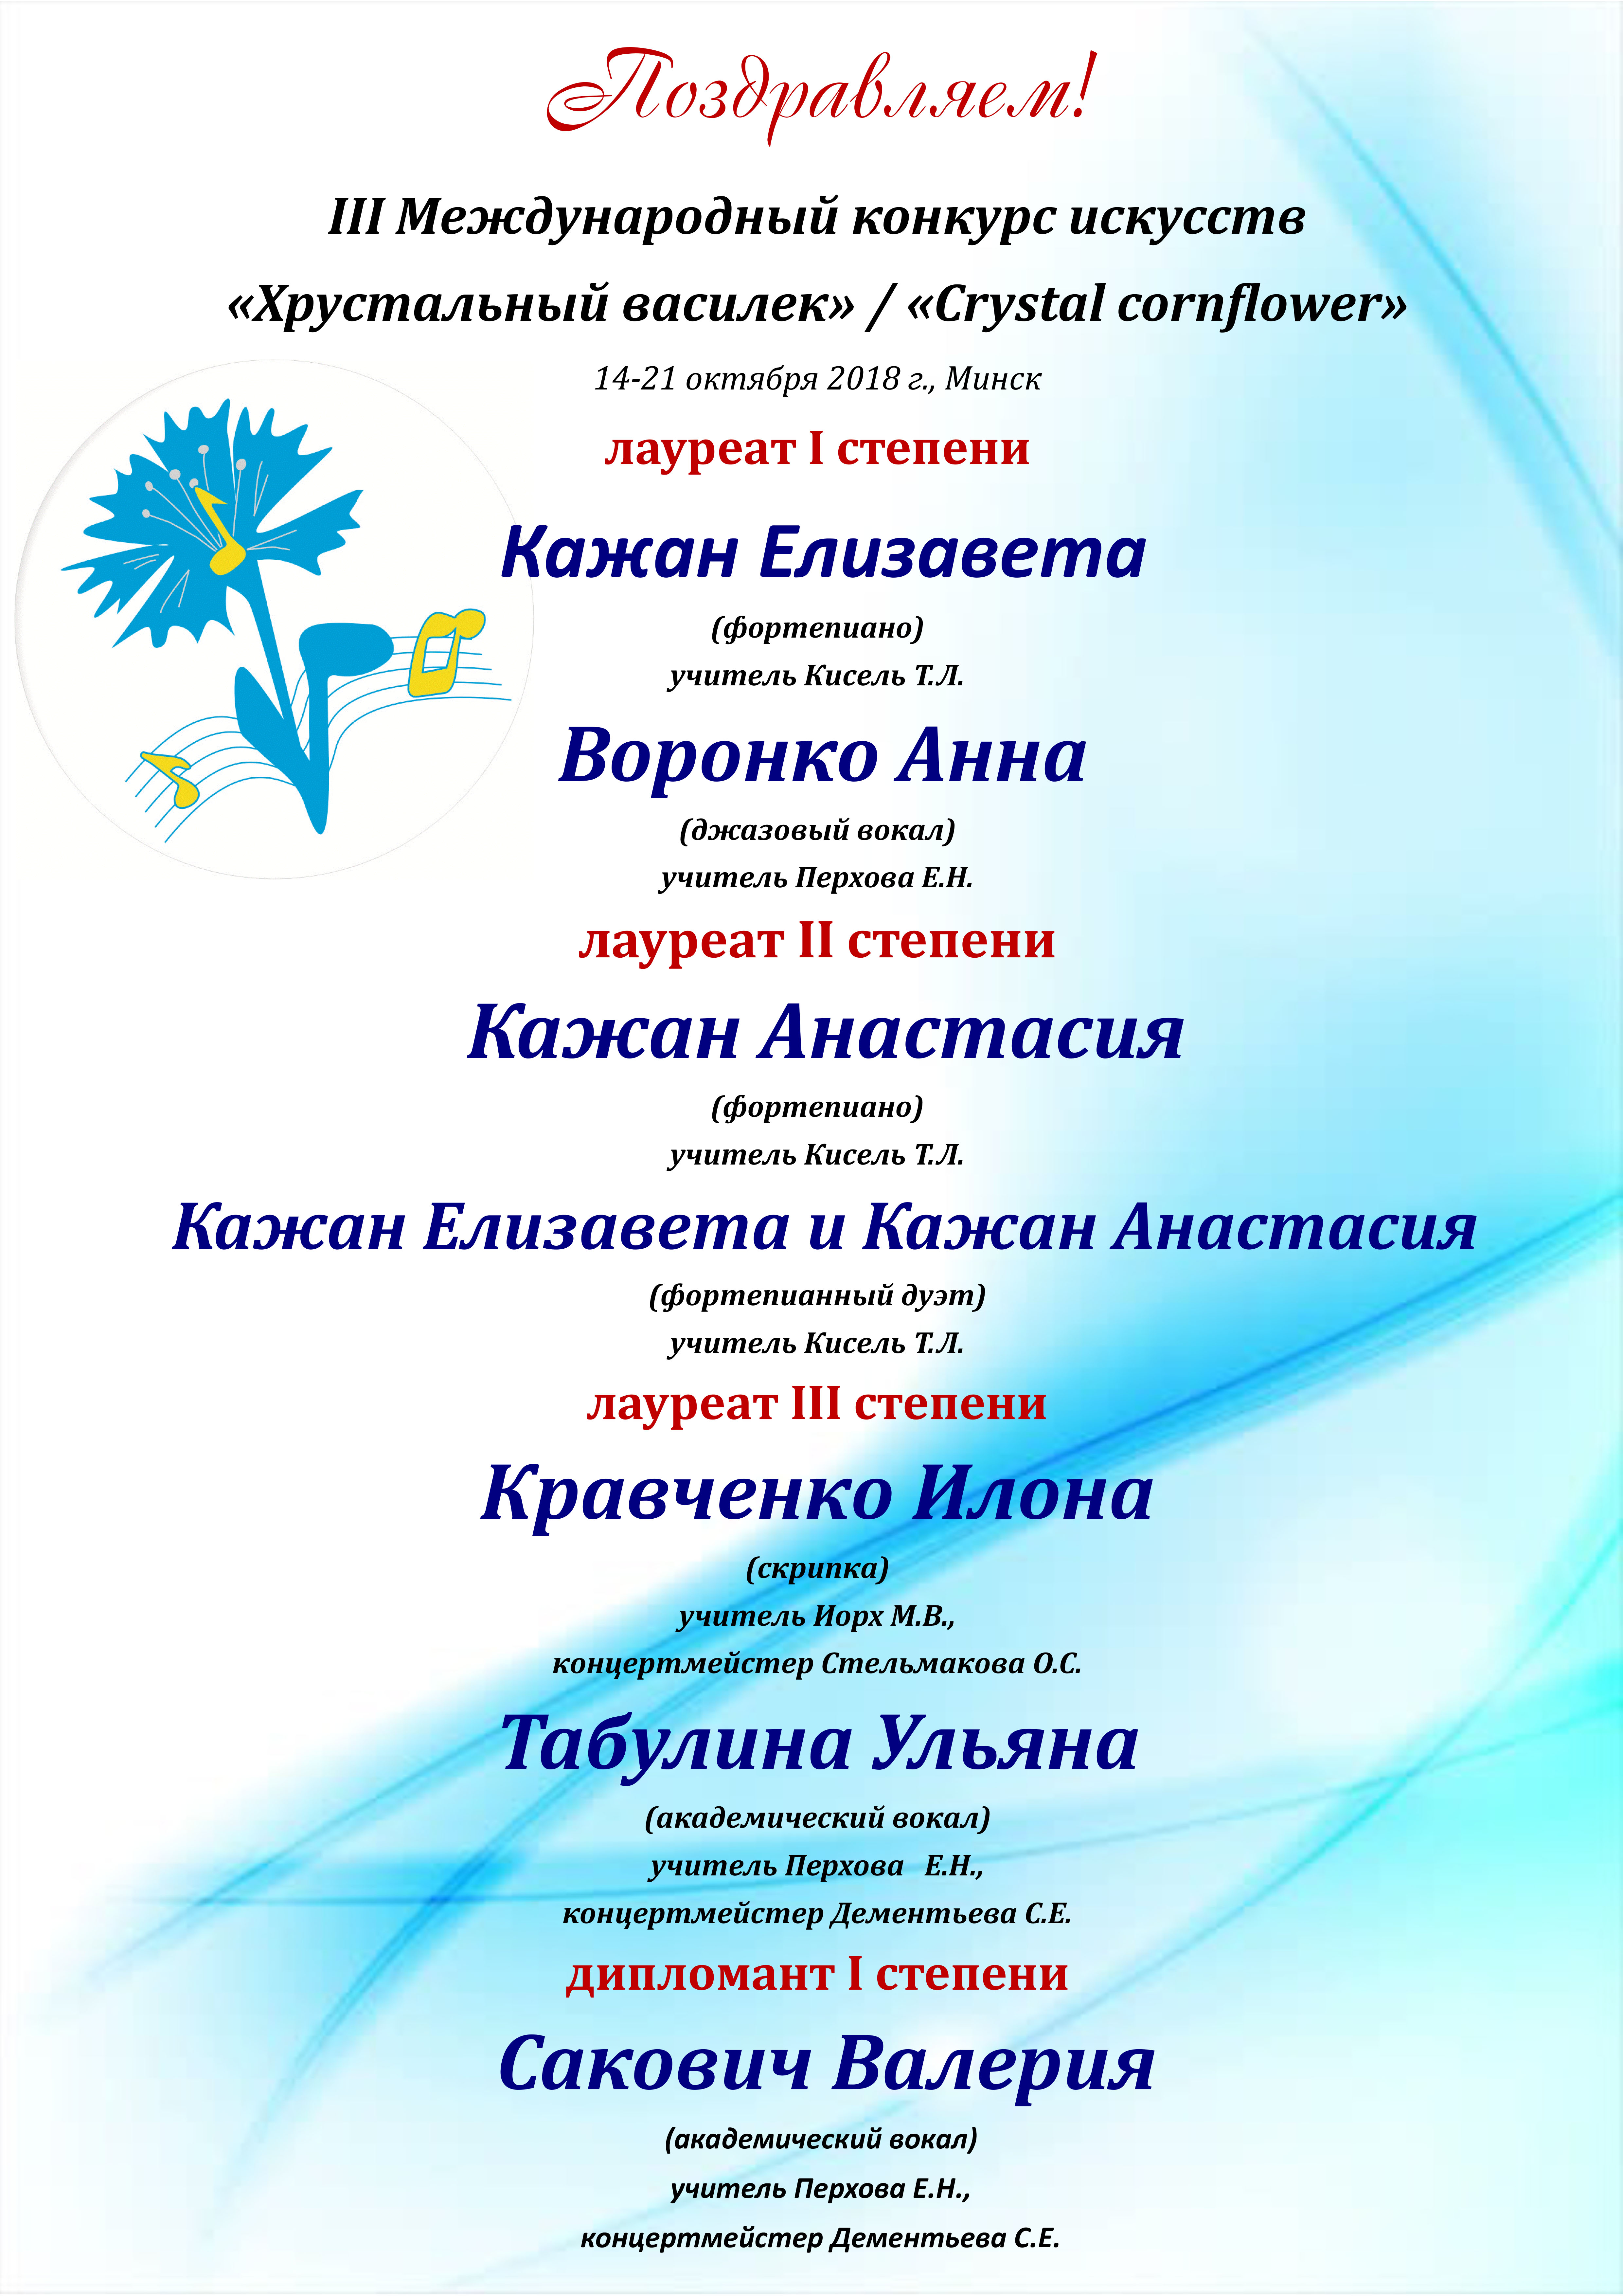 Поздравляем!
III Международный конкурс искусств
«Хрустальный василек» / «Crystal cornflower»
14-21 октября 2018 г., Минск
лауреат I степени
Кажан Елизавета
(фортепиано)
учитель Кисель Т.Л.
Воронко Анна
(джазовый вокал)
учитель Перхова Е.Н.
лауреат II степени
Кажан Анастасия
(фортепиано)
учитель Кисель Т.Л.
Кажан Елизавета и Кажан Анастасия
(фортепианный дуэт)
учитель Кисель Т.Л.
лауреат III степени
Кравченко Илона
(скрипка)
учитель Иорх М.В.,
концертмейстер Стельмакова О.С.
Табулина Ульяна
(академический вокал)
учитель Перхова Е.Н.,
концертмейстер Дементьева С.Е.
дипломант I степени
Сакович Валерия
(академический вокал)
учитель Перхова Е.Н.,
концертмейстер Дементьева С.Е.